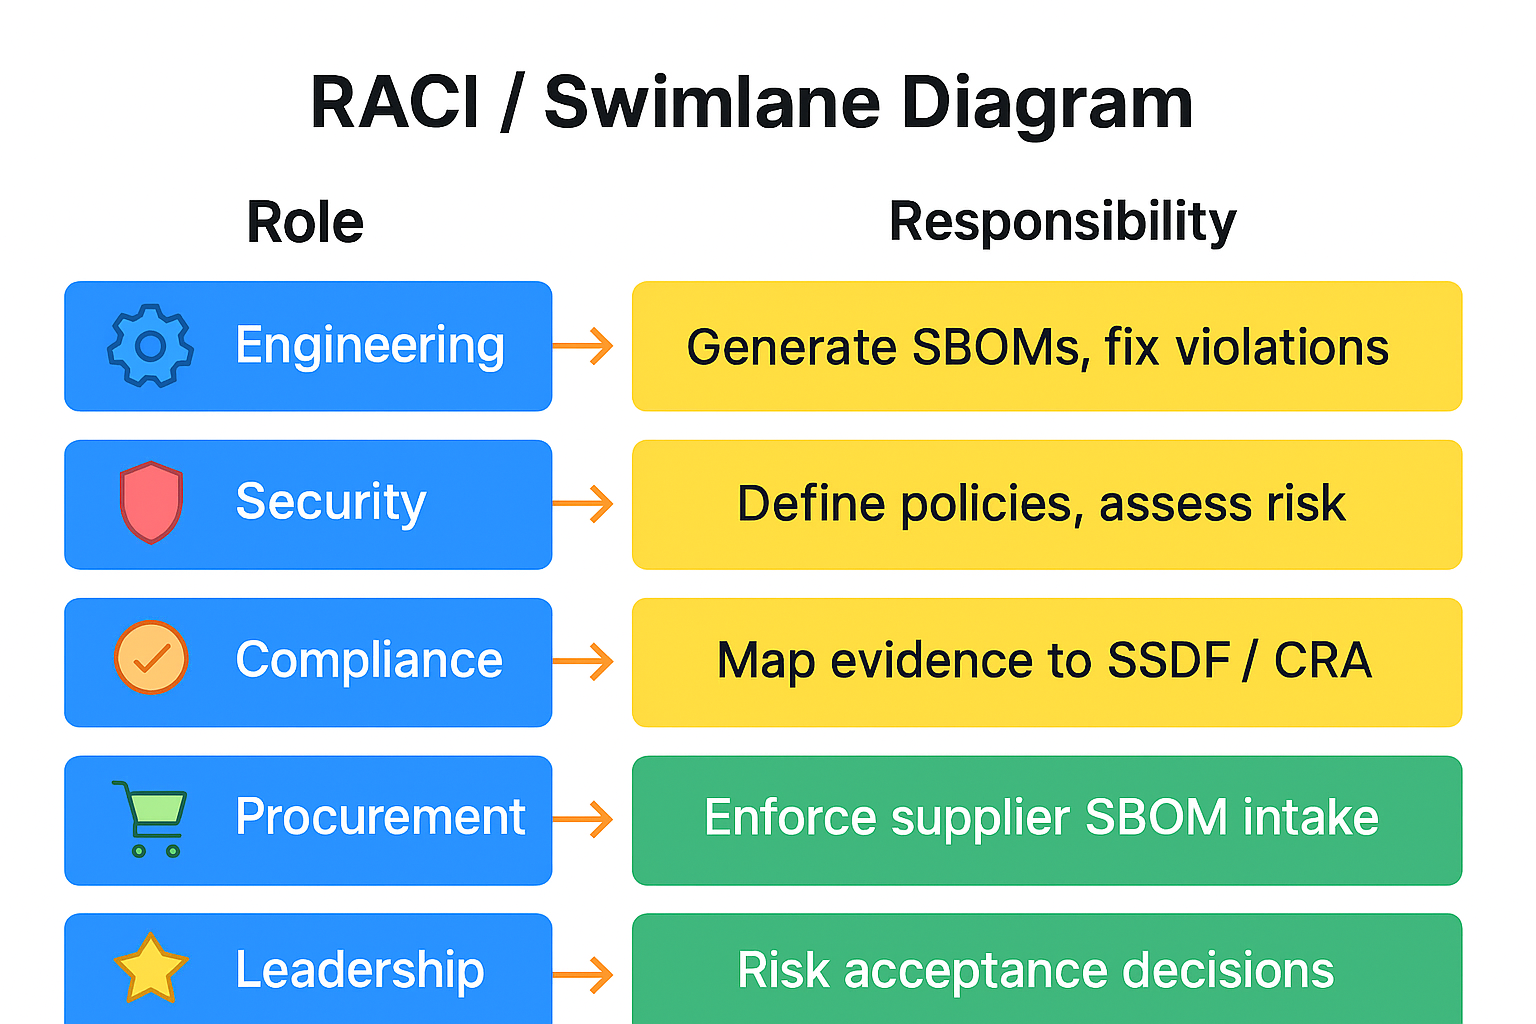 RACI / Swimlane Diagram
Role
Responsibility
Engineering
Generate SBOMs, fix violations
Security
Define policies, assess risk
Compliance
Map evidence to SSDF / CRA
Procurement
Enforce supplier SBOM intake
Leadership
Risk acceptance decisions